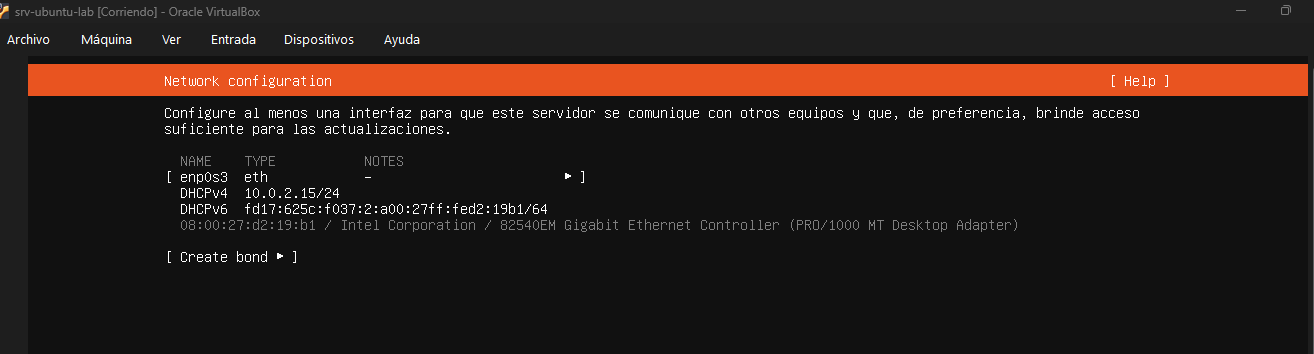 srv-ubuntu-lab [Corriendo] - Oracle VirtualBox
Archivo Máquina Ver Entrada Dispositivos Ayuda
Network configuration [ Help ]
Configure al menos una interfaz para que este servidor se comunique con otros equipos y que, de preferencia, brinde acceso
suficiente para las actualizaciones.
NAME TYPE NOTES
[ enp0s3 eth - ▸ ]
DHCPv4 10.0.2.15/24
DHCPv6 fd17:625c:f037:2:a00:27ff:fed2:19b1/64
08:00:27:d2:19:b1 / Intel Corporation / 82540EM Gigabit Ethernet Controller (PRO/1000 MT Desktop Adapter)
[ Create bond ▸ ]